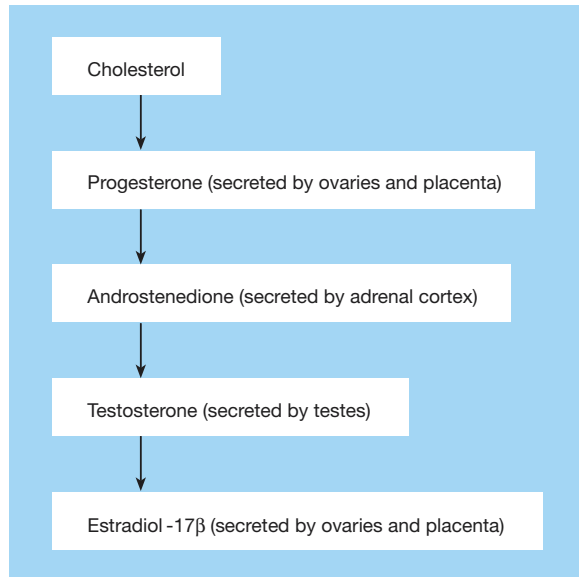 Cholesterol
Progesterone (secreted by ovaries and placenta)
Androstenedione (secreted by adrenal cortex)
Testosterone (secreted by testes)
Estradiol -17β (secreted by ovaries and placenta)